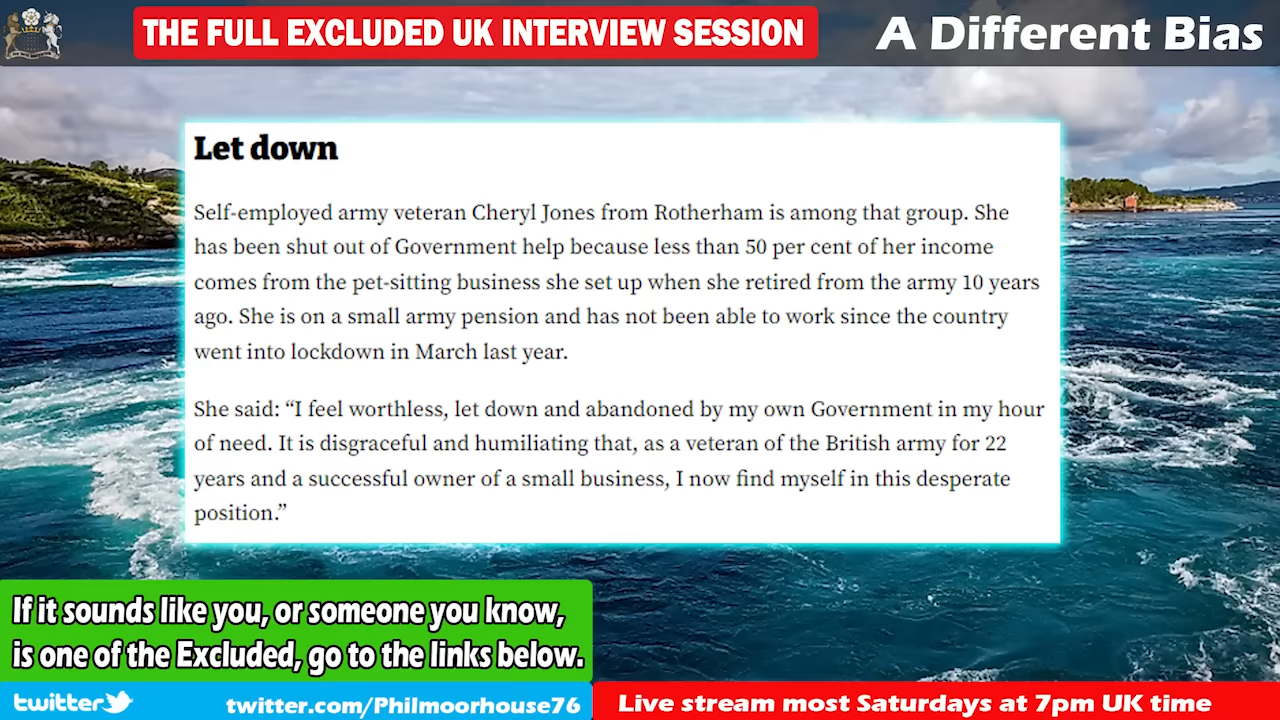 THE FULL EXCLUDED UK INTERVIEW SESSION
A Different Bias
Let down
Self-employed army veteran Cheryl Jones from Rotherham is among that group. She
has been shut out of Government help because less than 50 per cent of her income
comes from the pet-sitting business she set up when she retired from the army 10 years
ago. She is on a small army pension and has not been able to work since the country
went into lockdown in March last year.
She said: “I feel worthless, let down and abandoned by my own Government in my hour
of need. It is disgraceful and humiliating that, as a veteran of the British army for 22
years and a successful owner of a small business, I now find myself in this desperate
position.”
If it sounds like you, or someone you know,
is one of the Excluded, go to the links below.
twitter
twitter.com/Philmoorhouse76
Live stream most Saturdays at 7pm UK time